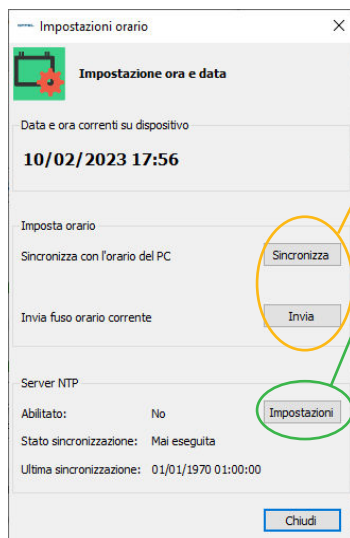 Impostazioni orario
Impostazione ora e data
Data e ora correnti su dispositivo
10/02/2023 17:56
Imposta orario
Sincronizza con l'orario del PC Sincronizza
Invia fuso orario corrente Invia
Server NTP
Abilitato: No Impostazioni
Stato sincronizzazione: Mai eseguita
Ultima sincronizzazione: 01/01/1970 01:00:00
Chiudi